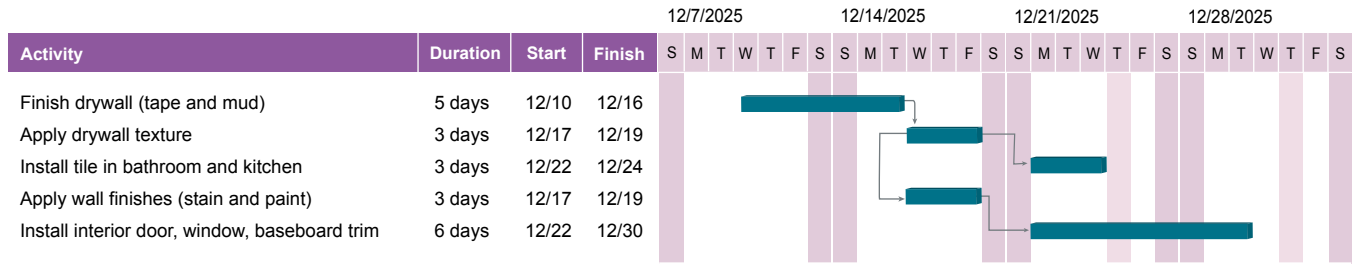 12/7/2025 12/14/2025 12/21/2025 12/28/2025
Activity Duration Start Finish S M T W T F S S M T W T F S S M T W T F S S M T W T F S
Finish drywall (tape and mud) 5 days 12/10 12/16
Apply drywall texture 3 days 12/17 12/19
Install tile in bathroom and kitchen 3 days 12/22 12/24
Apply wall finishes (stain and paint) 3 days 12/17 12/19
Install interior door, window, baseboard trim 6 days 12/22 12/30